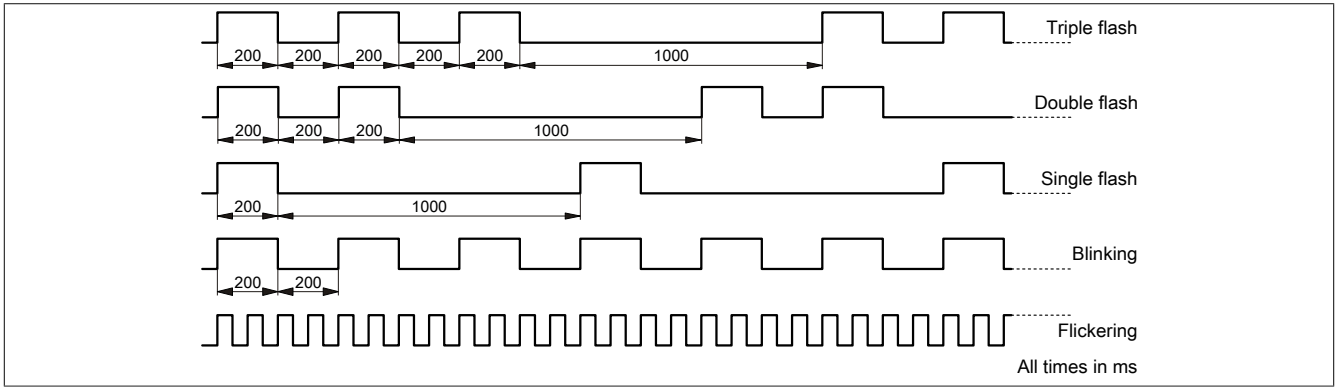 Triple flash
200 200 200 200 200 1000
Double flash
200 200 200 1000
Single flash
200 1000
Blinking
200 200
Flickering
All times in ms